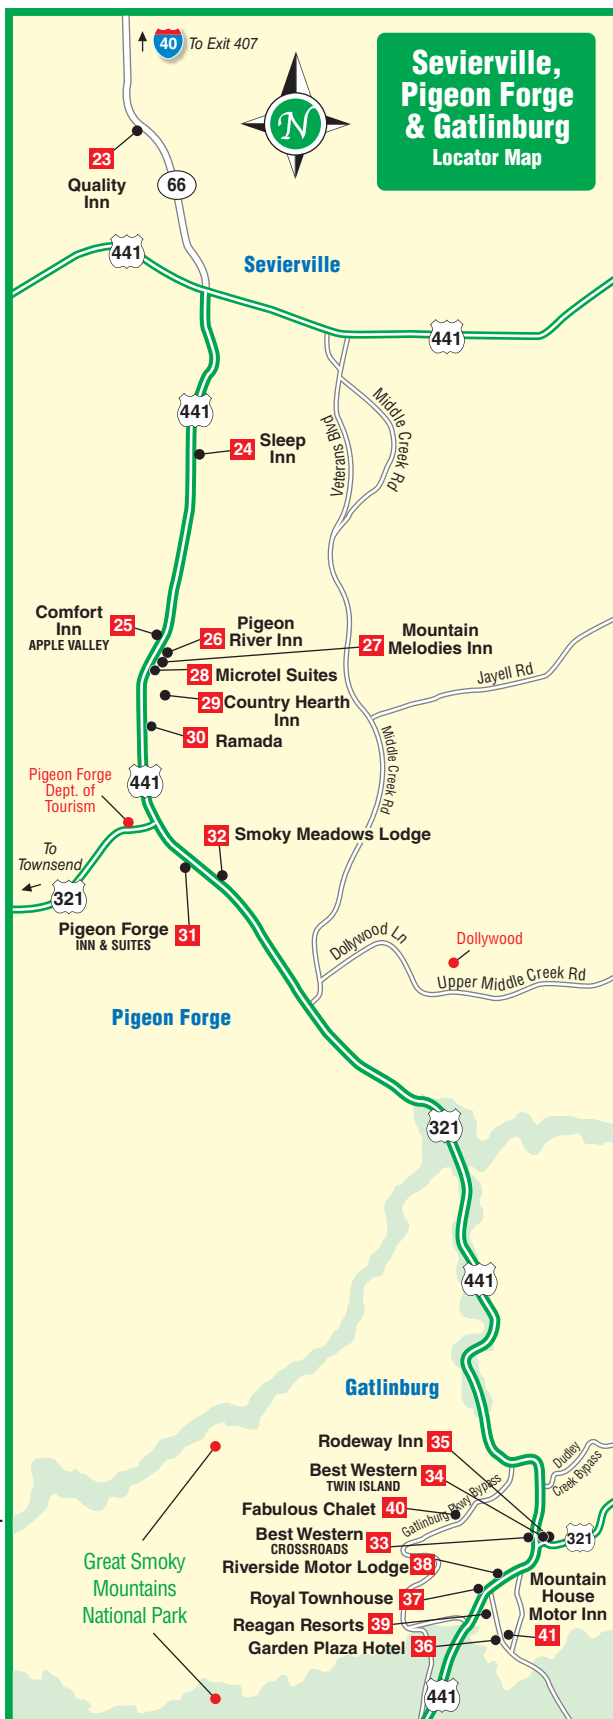 40 To Exit 407
Sevierville,
Pigeon Forge
& Gatlinburg
Locator Map
N
23
Quality
Inn
66
441
Sevierville
441
441
Middle Creek Rd
Veterans Blvd
24 Sleep
Inn
Comfort
Inn
APPLE VALLEY
25
26 Pigeon
River Inn
27 Mountain
Melodies Inn
28 Microtel Suites
Jayell Rd
29 Country Hearth
Inn
30 Ramada
Middle Creek Rd
441
Pigeon Forge
Dept. of
Tourism
32 Smoky Meadows Lodge
To
Townsend
321
Pigeon Forge
INN & SUITES
31
Dollywood Ln
Dollywood
Upper Middle Creek Rd
Pigeon Forge
321
441
Gatlinburg
Rodeway Inn 35
Dudley
Creek Bypass
Best Western
TWIN ISLAND
34
Fabulous Chalet 40
Gatlinburg Pkwy Bypass
Best Western
CROSSROADS
33
321
Riverside Motor Lodge 38
Great Smoky
Mountains
National Park
Mountain
House
Motor Inn
41
Royal Townhouse 37
Reagan Resorts 39
Garden Plaza Hotel 36
441